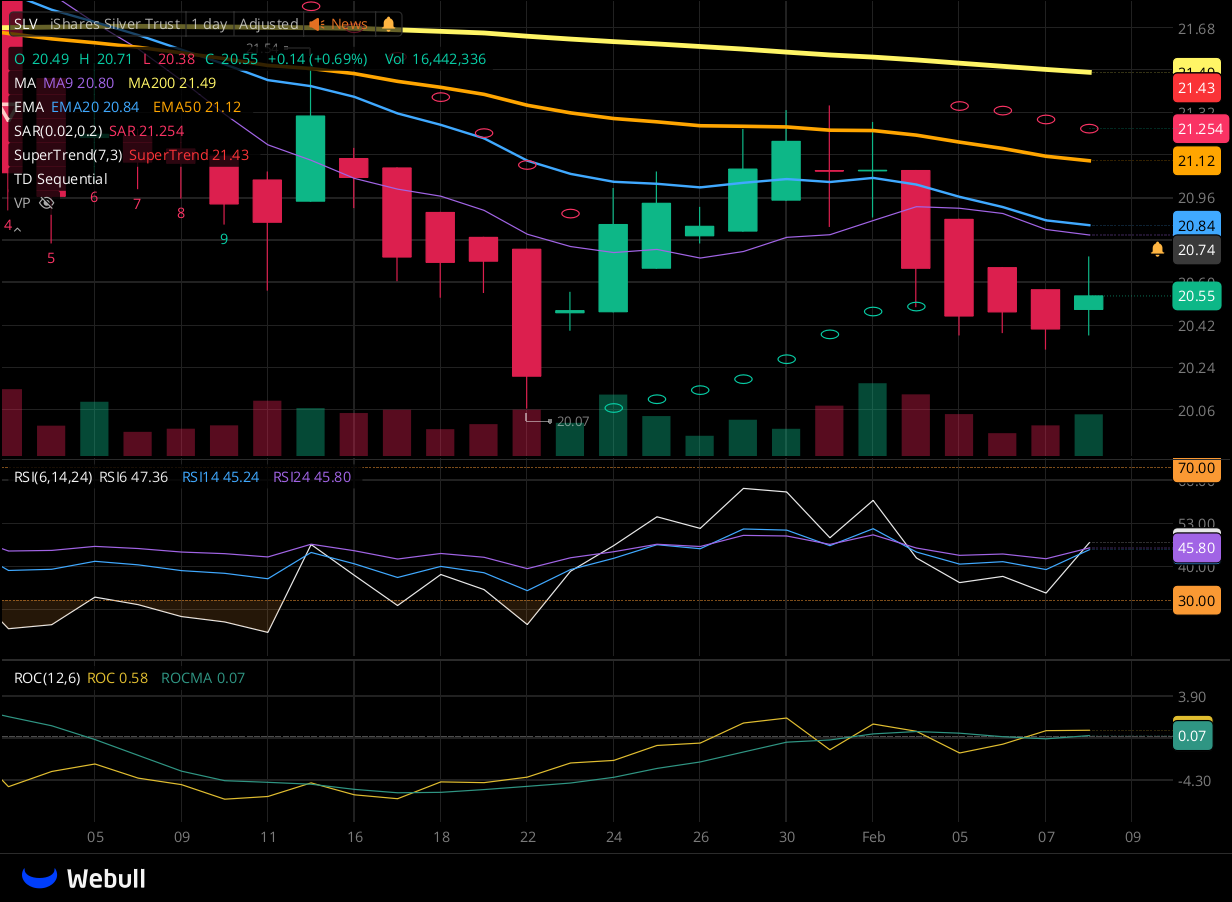 SLV iShares Silver Trust 1 day Adjusted News
21.68
O 20.49 H 20.71 L 20.38 C 20.55 +0.14 (+0.69%) Vol 16,442,336
MA MA9 20.80 MA200 21.49
21.43
EMA EMA20 20.84 EMA50 21.12
SAR(0.02,0.2) SAR 21.254
21.254
SuperTrend(7,3) SuperTrend 21.43
21.12
TD Sequential
VP
6
7
8
20.96
4
20.84
9
5
20.74
20.55
20.42
20.24
20.07
20.06
RSI(6,14,24) RSI6 47.36 RSI14 45.24 RSI24 45.80
70.00
53.00
45.80
40.00
30.00
ROC(12,6) ROC 0.58 ROCMA 0.07
3.90
0.07
-4.30
05 09 11 16 18 22 24 26 30 Feb 05 07 09
Webull